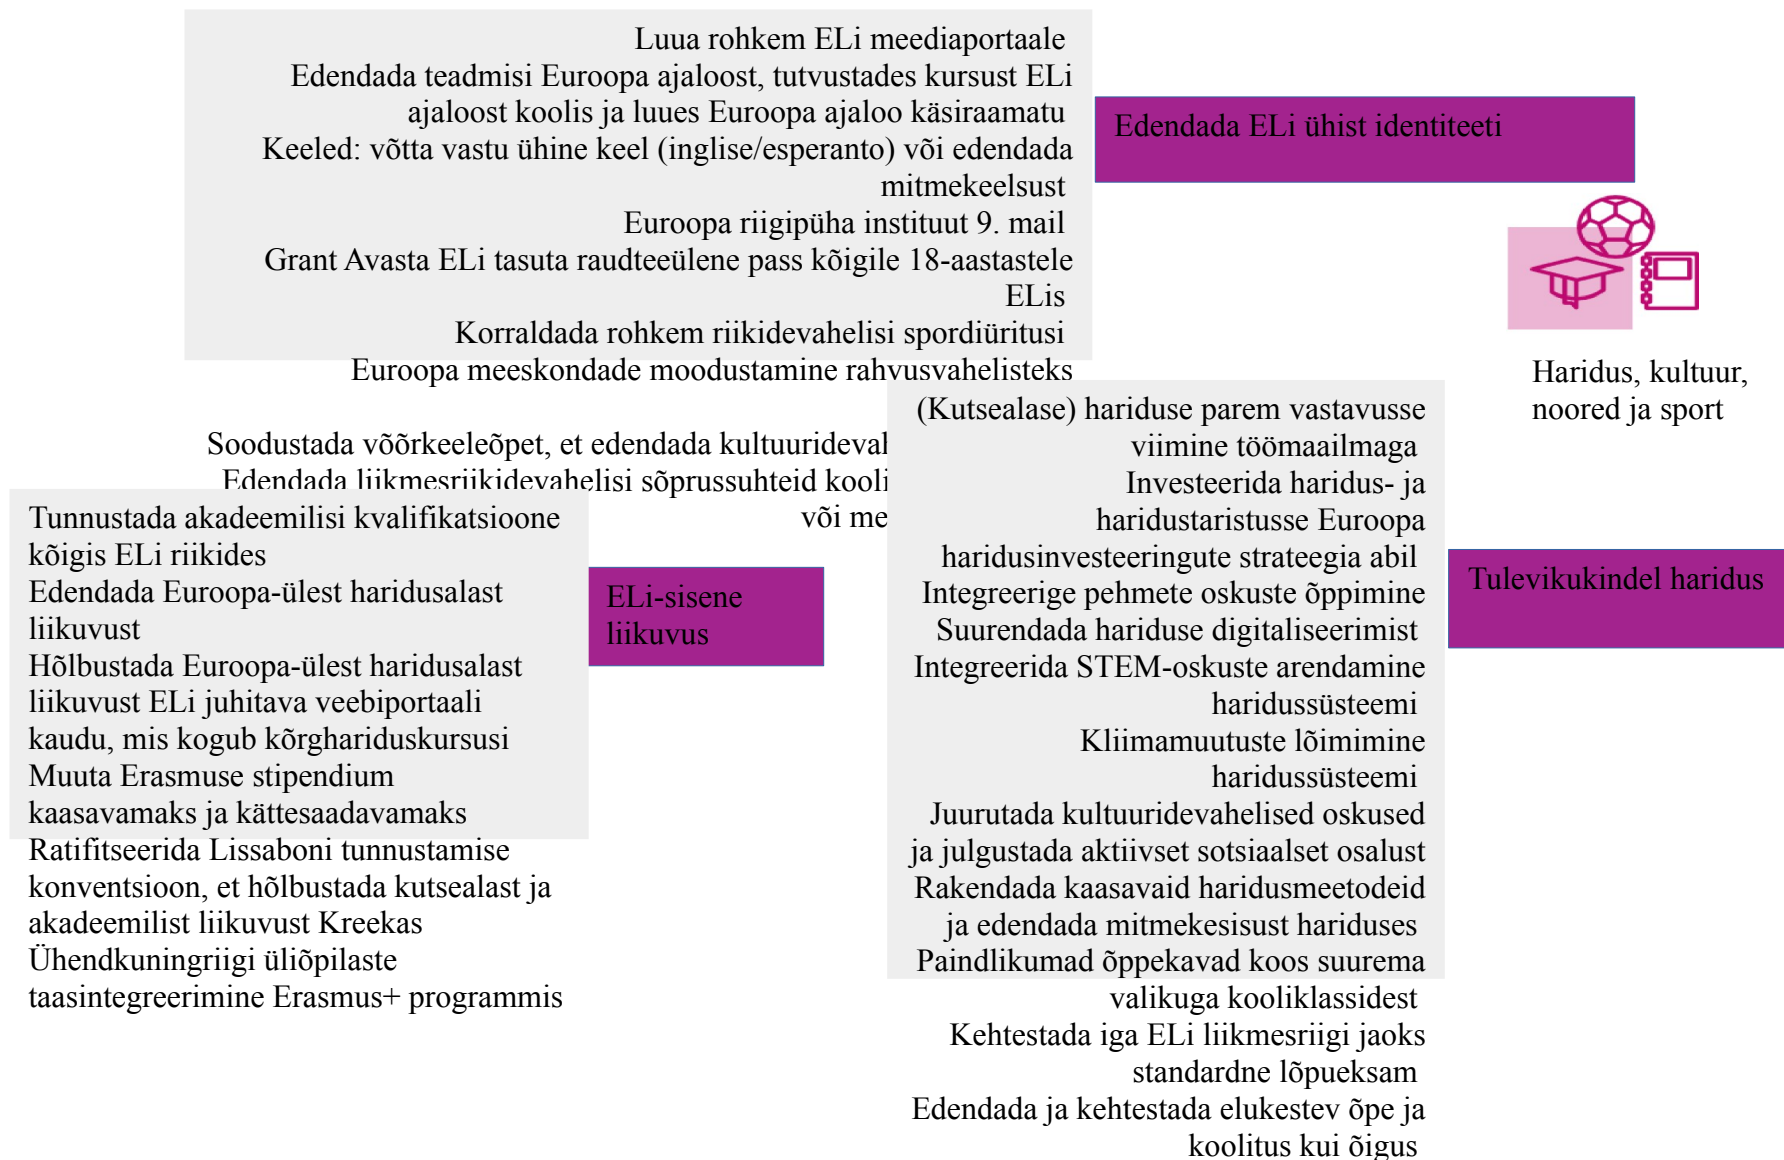 Luua rohkem ELi meediaportaale
Edendada teadmisi Euroopa ajaloost, tutvustades kursust ELi
ajaloost koolis ja luues Euroopa ajaloo käsiraamatu
Keeled: võtta vastu ühine keel (inglise/esperanto) või edendada
mitmekeelsust
Euroopa riigipüha instituut 9. mail
Grant Avasta ELi tasuta raudteeülene pass kõigile 18-aastastele
ELis
Korraldada rohkem riikidevahelisi spordiüritusi
Euroopa meeskondade moodustamine rahvusvahelisteks
Soodustada võõrkeeleõpet, et edendada
Edendada liikmesriikidevahelisi sõprussuhteid
või
Edendada ELi ühist identiteeti
Haridus, kultuur,
noored ja sport
(Kutsealase) hariduse parem vastavusse
viimine töömaailmaga
Investeerida haridus- ja
haridustaristusse Euroopa
haridusinvesteeringute strateegia abil
Integreerige pehmete oskuste õppimine
Suurendada hariduse digitaliseerimist
Integreerida STEM-oskuste arendamine
haridussüsteemi
Kliimamuutuste lõimimine
haridussüsteemi
Juurutada kultuuridevahelised oskused
ja julgustada aktiivset sotsiaalset osalust
Rakendada kaasavaid haridusmeetodeid
ja edendada mitmekesisust hariduses
Paindlikumad õppekavad koos suurema
valikuga kooliklassidest
Kehtestada iga ELi liikmesriigi jaoks
standardne lõpueksam
Edendada ja kehtestada elukestev õpe ja
koolitus kui õigus
Tulevikukindel haridus
Tunnustada akadeemilisi kvalifikatsioone
kõigis ELi riikides
Edendada Euroopa-ülest haridusalast
liikuvust
Hõlbustada Euroopa-ülest haridusalast
liikuvust ELi juhitava veebiportaali
kaudu, mis kogub kõrghariduskursusi
Muuta Erasmuse stipendium
kaasavamaks ja kättesaadavamaks
Ratifitseerida Lissaboni tunnustamise
konventsioon, et hõlbustada kutsealast ja
akadeemilist liikuvust Kreekas
Ühendkuningriigi üliõpilaste
taasintegreerimine Erasmus+ programmis
ELi-sisene
liikuvus